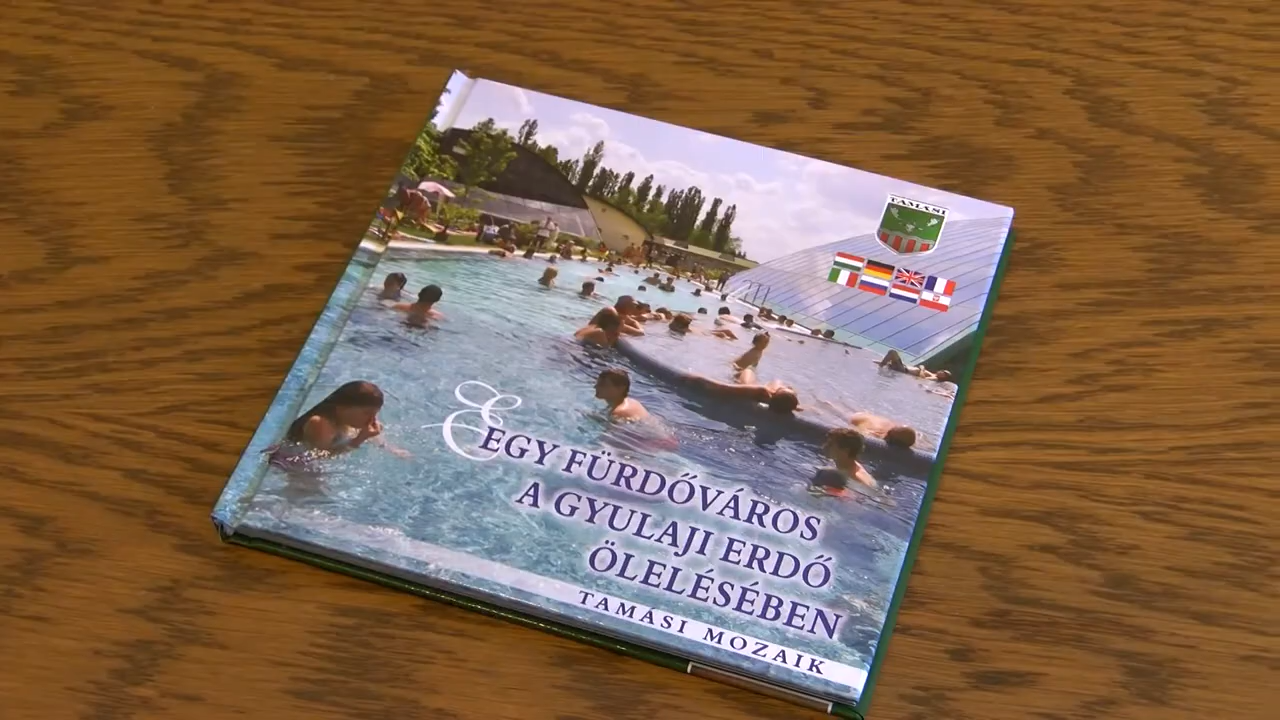 TAMÁSI
EGY FÜRDŐVÁROS
A GYULAJI ERDŐ
ÖLELÉSÉBEN
TAMÁSI MOZAIK